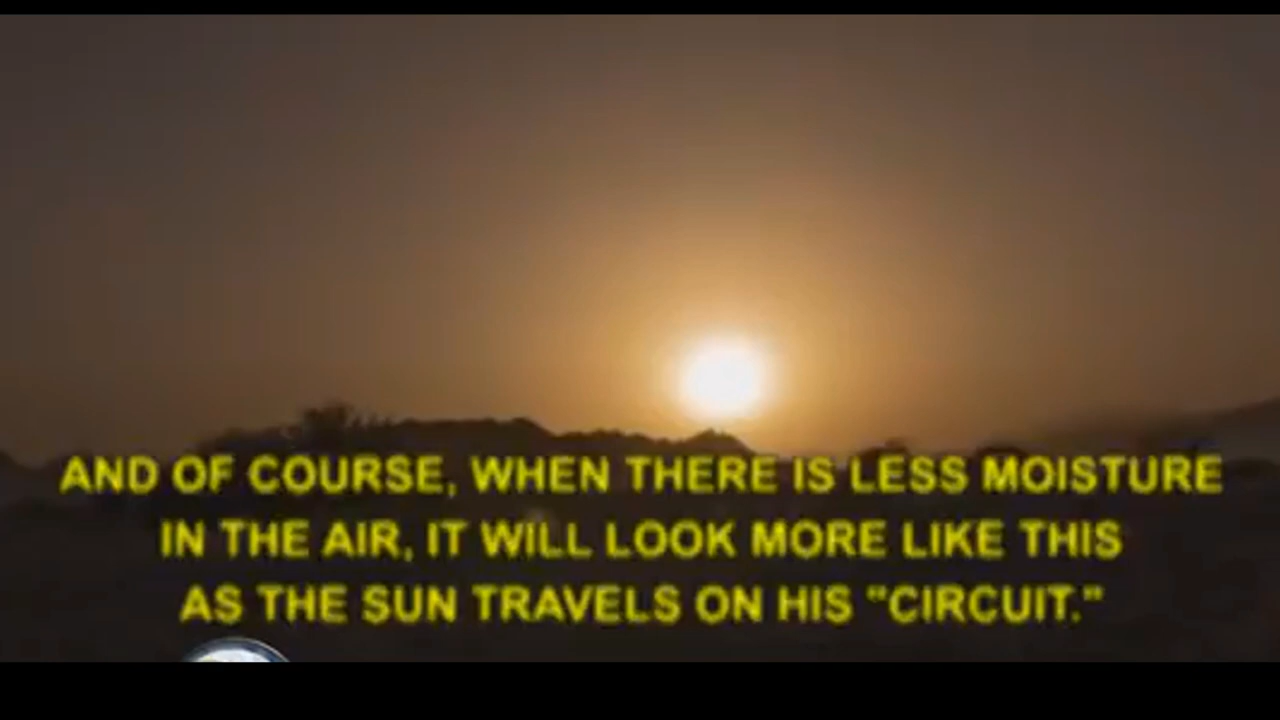 AND OF COURSE, WHEN THERE IS LESS MOISTURE
IN THE AIR, IT WILL LOOK MORE LIKE THIS
AS THE SUN TRAVELS ON HIS "CIRCUIT."